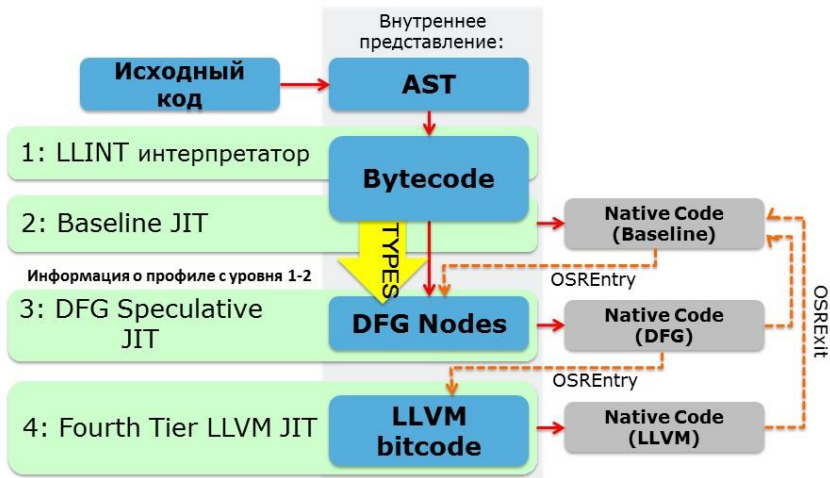 Внутреннее
представление:
Исходный
код
AST
1: LLINT интерпретатор
Bytecode
2: Baseline JIT
Native Code
(Baseline)
TYPES
Информация о профиле с уровня 1-2
OSREntry
3: DFG Speculative
JIT
DFG Nodes
Native Code
(DFG)
OSRExit
OSREntry
4: Fourth Tier LLVM JIT
LLVM
bitcode
Native Code
(LLVM)